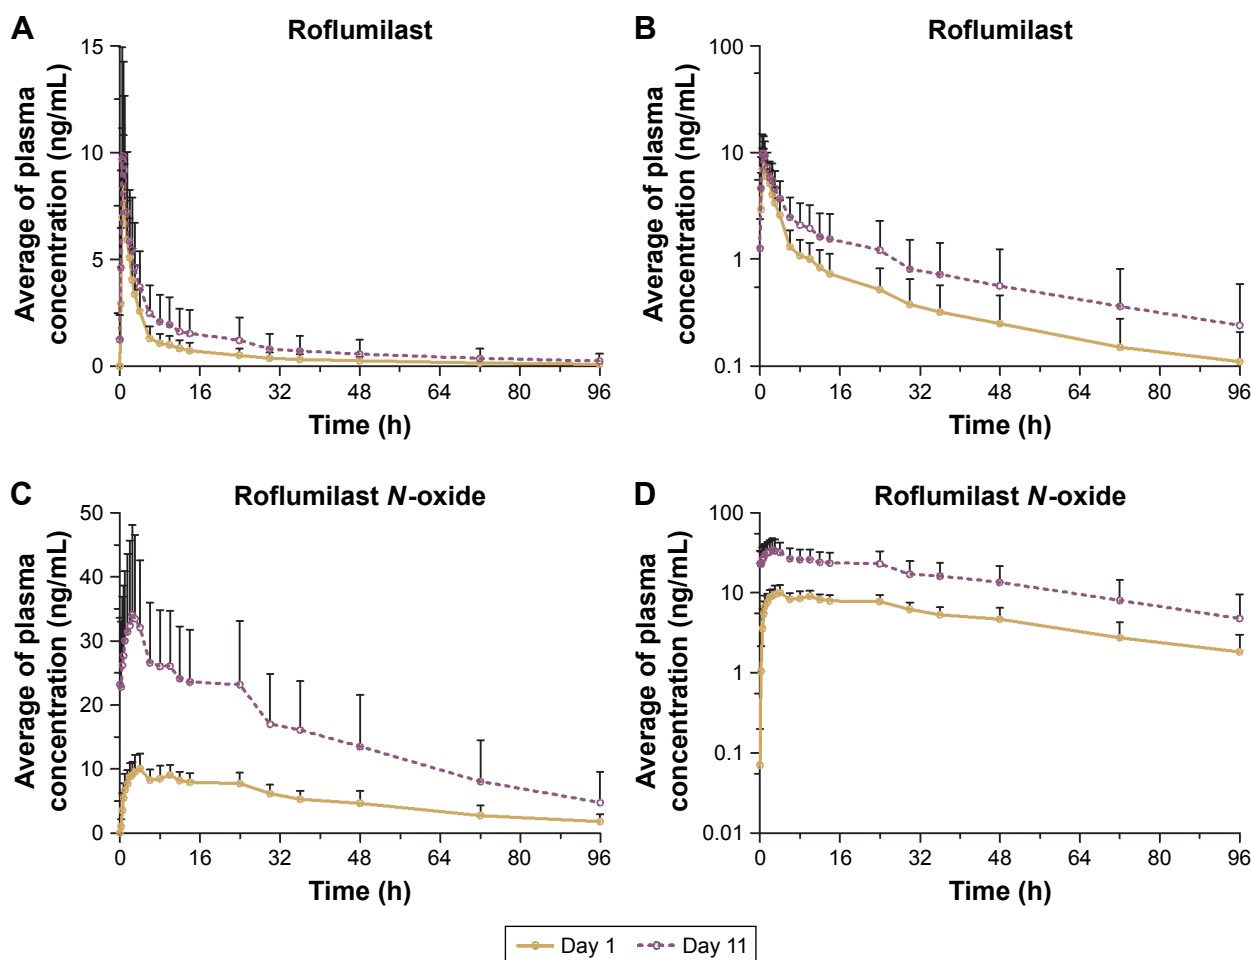 A
Roflumilast
Average of plasma
concentration (ng/mL)
15
10
5
0
0 16 32 48 64 80 96
Time (h)
B
Roflumilast
Average of plasma
concentration (ng/mL)
100
10
1
0.1
0 16 32 48 64 80 96
Time (h)
C
Roflumilast N-oxide
Average of plasma
concentration (ng/mL)
50
40
30
20
10
0
0 16 32 48 64 80 96
Time (h)
D
Roflumilast N-oxide
Average of plasma
concentration (ng/mL)
100
10
1
0.1
0.01
0 16 32 48 64 80 96
Time (h)
Day 1 Day 11